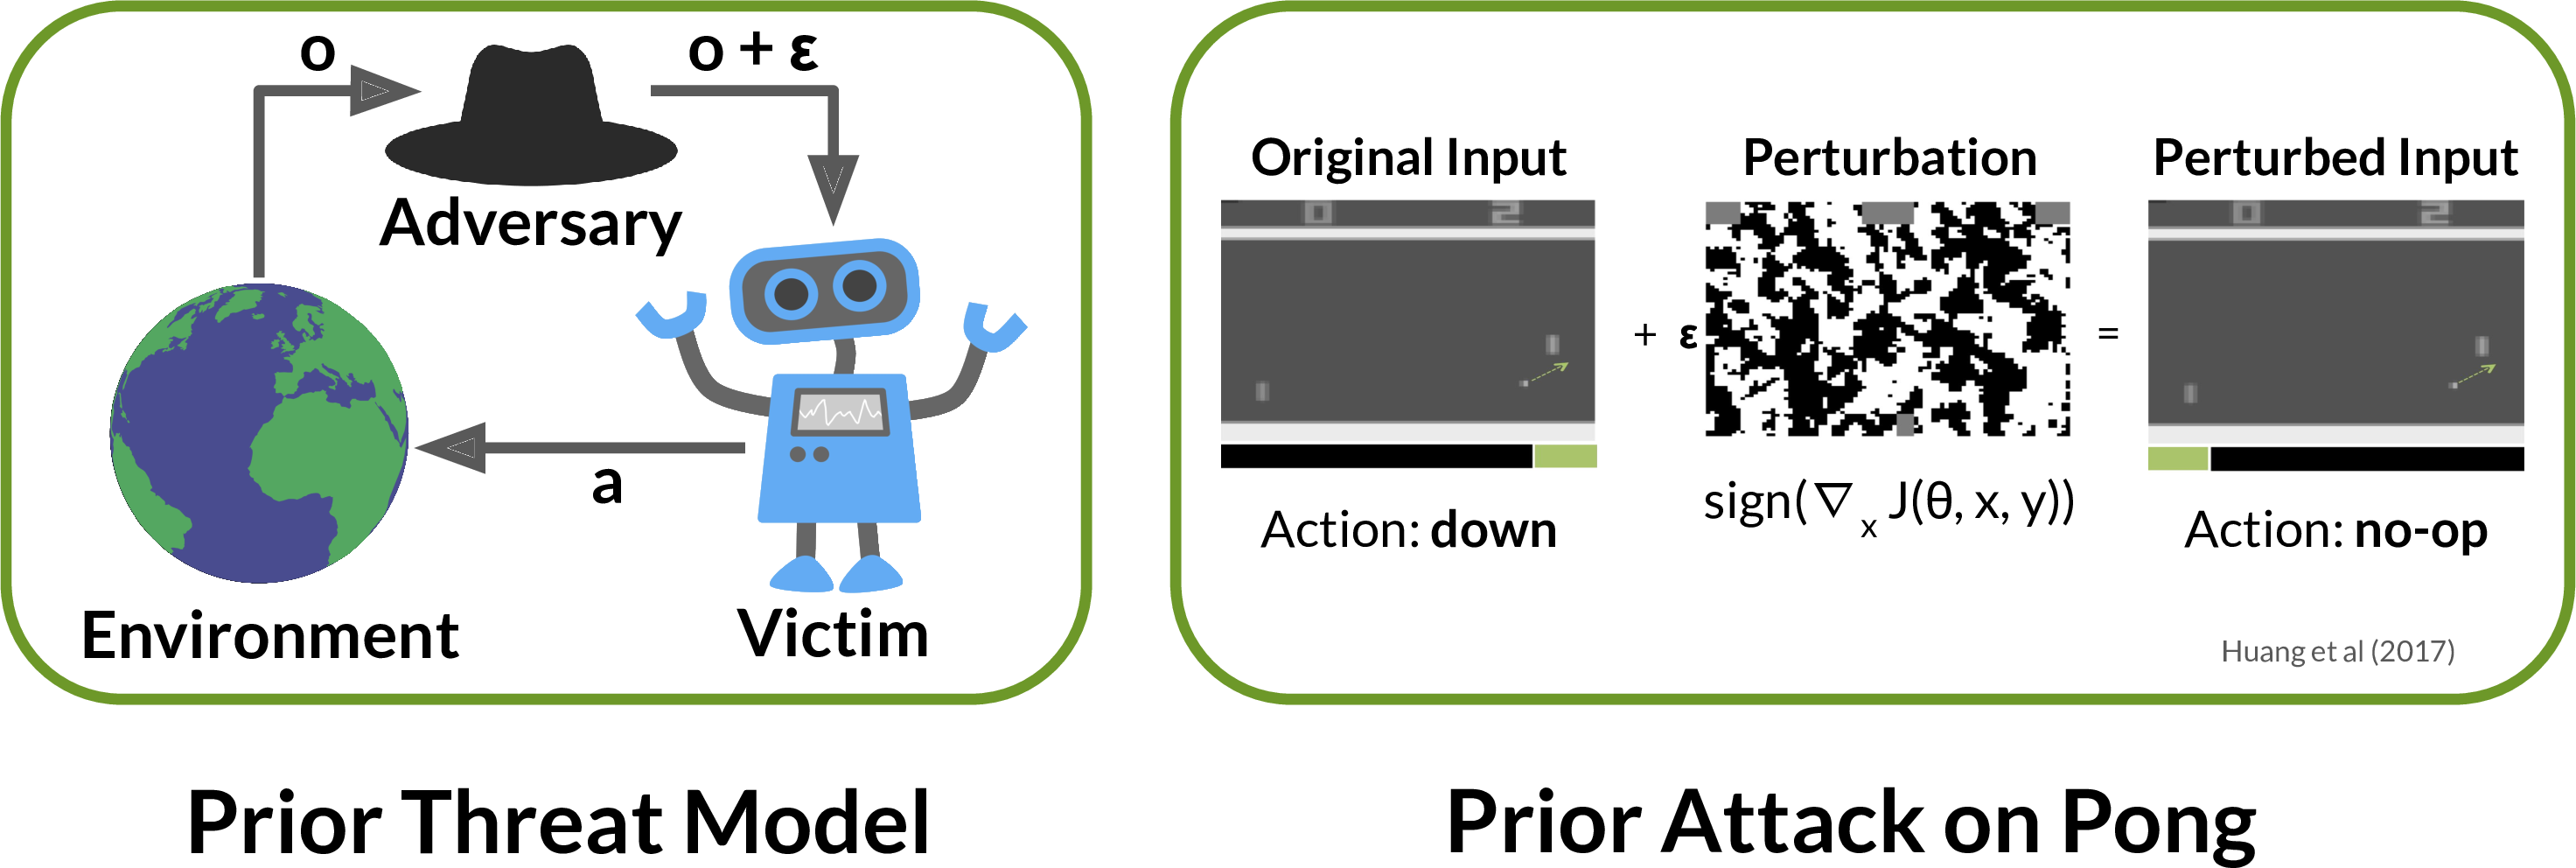 o
o + ε
Adversary
a
Environment
Victim
Prior Threat Model
Original Input
Perturbation
Perturbed Input
0 2
0 2
+ ε
=
sign(∇ₓ J(θ, x, y))
Action: down
Action: no-op
Huang et al (2017)
Prior Attack on Pong